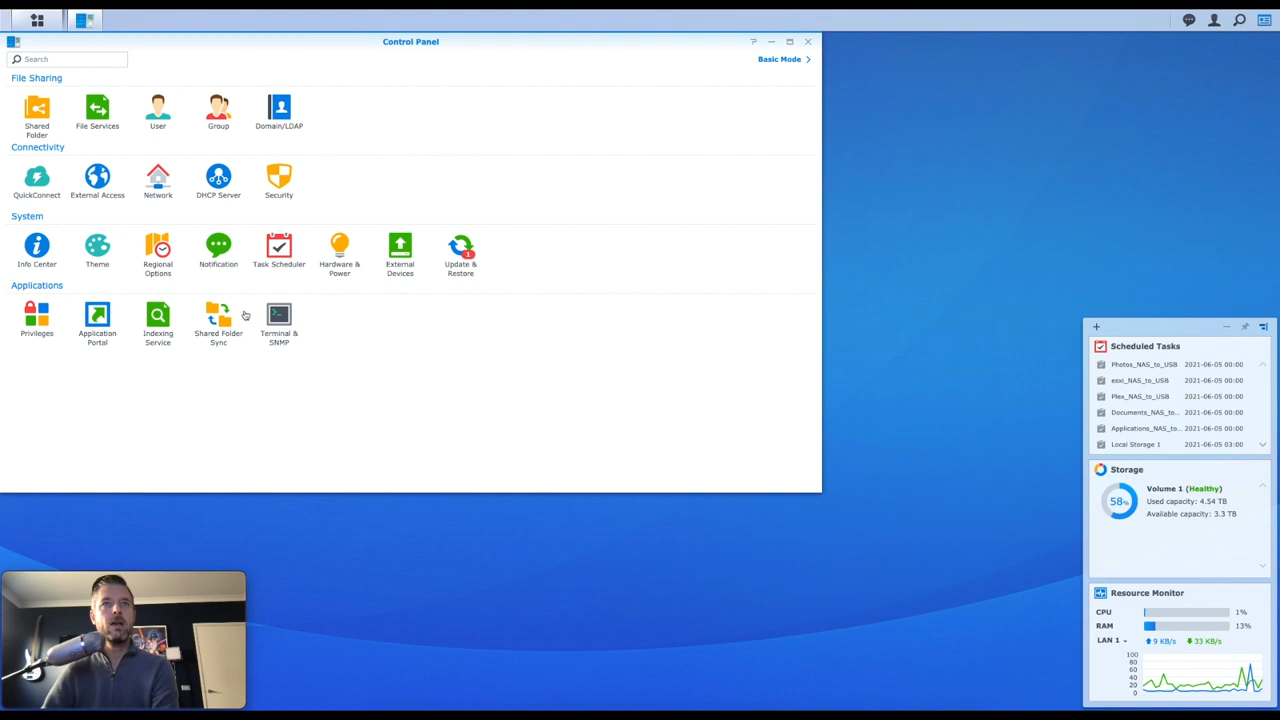 Control Panel
?
Search
Basic Mode
File Sharing
Shared Folder
File Services
User
Group
Domain/LDAP
Connectivity
QuickConnect
External Access
Network
DHCP Server
Security
System
Info Center
Theme
Regional Options
Notification
Task Scheduler
Hardware & Power
External Devices
1
Update & Restore
Applications
Privileges
Application Portal
Indexing Service
Shared Folder Sync
Terminal & SNMP
Scheduled Tasks
Photos_NAS_to_USB 2021-06-05 00:00
esxi_NAS_to_USB 2021-06-05 00:00
Plex_NAS_to_USB 2021-06-05 00:00
Documents_NAS_to... 2021-06-05 00:00
Applications_NAS_to... 2021-06-05 00:00
Local Storage 1 2021-06-05 03:00
Storage
58%
Volume 1 (Healthy)
Used capacity: 4.54 TB
Available capacity: 3.3 TB
Resource Monitor
CPU 1%
RAM 13%
LAN 1 9 KB/s 33 KB/s
100
80
60
40
20
0